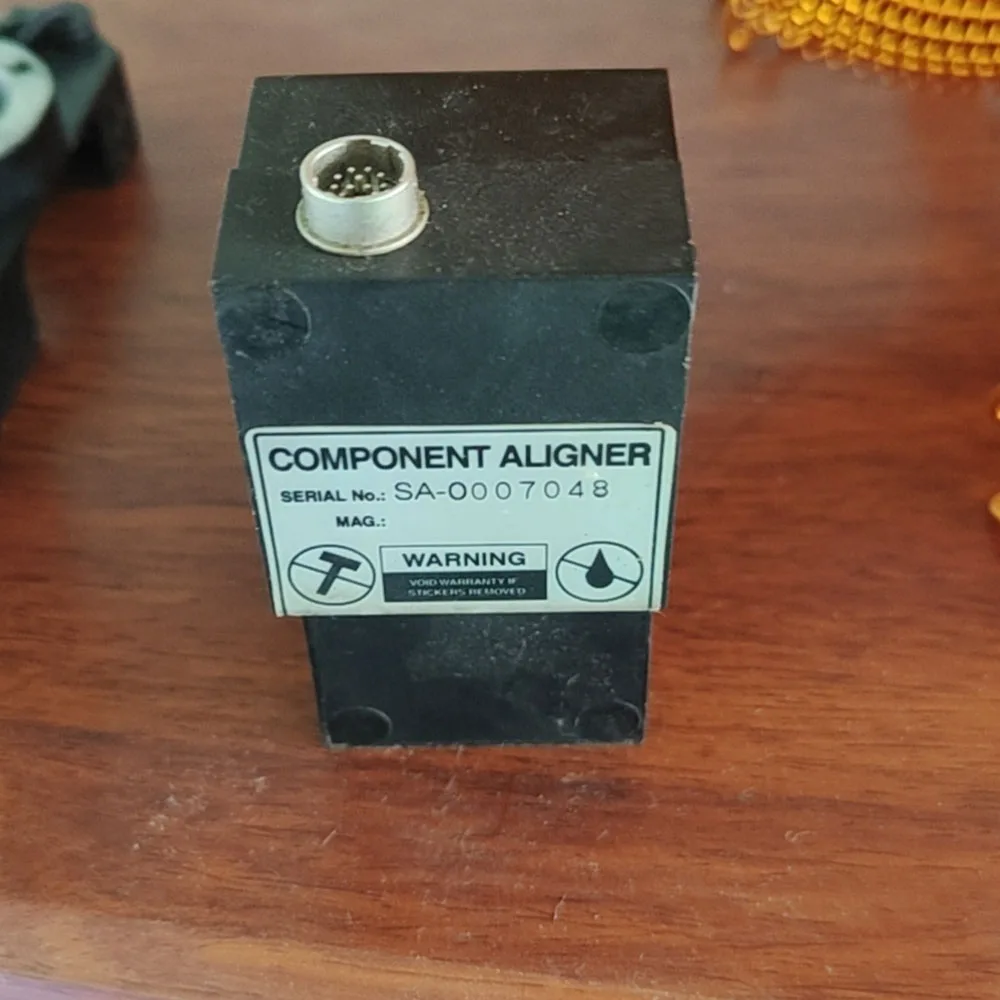 COMPONENT ALIGNER
SERIAL No.: SA-0007048
MAG.:
WARNING
VOID WARRANTY IF
STICKERS REMOVED